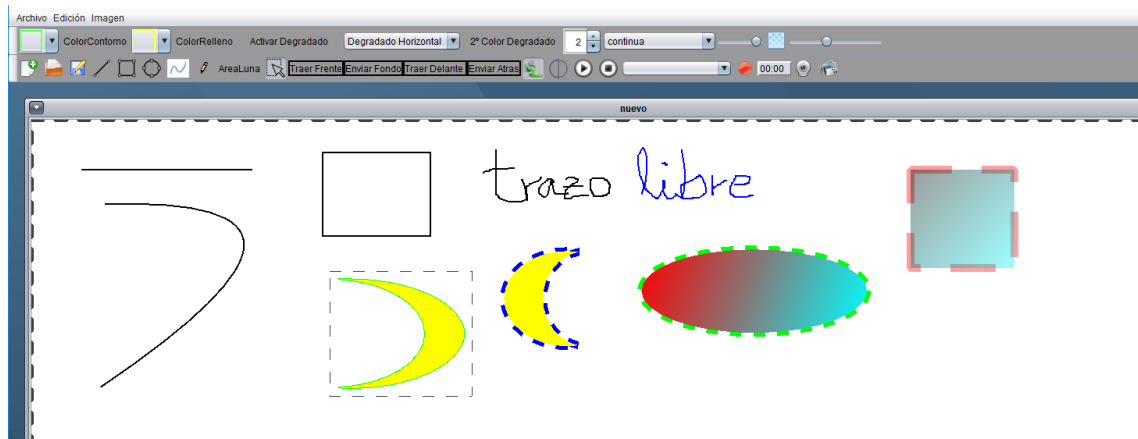 Archivo Edición Imagen
ColorContorno ColorRelleno Activar Degradado Degradado Horizontal 2º Color Degradado 2 continua
AreaLuna Traer Frente Enviar Fondo Traer Delante Enviar Atras 00:00
nuevo
trazo libre